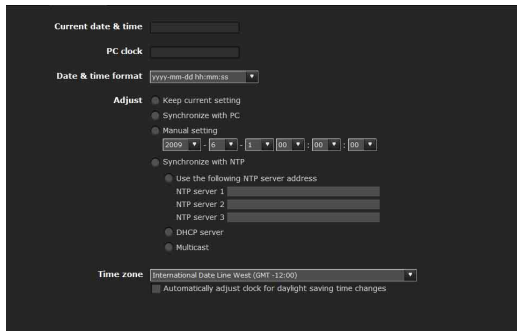 Current date & time
PC clock
Date & time format yyyy-mm-dd hh:mm:ss
Adjust Keep current setting
Synchronize with PC
Manual setting
2009 - 6 - 1 00 : 00 : 00
Synchronize with NTP
Use the following NTP server address
NTP server 1
NTP server 2
NTP server 3
DHCP server
Multicast
Time zone International Date Line West (GMT -12:00)
Automatically adjust clock for daylight saving time changes